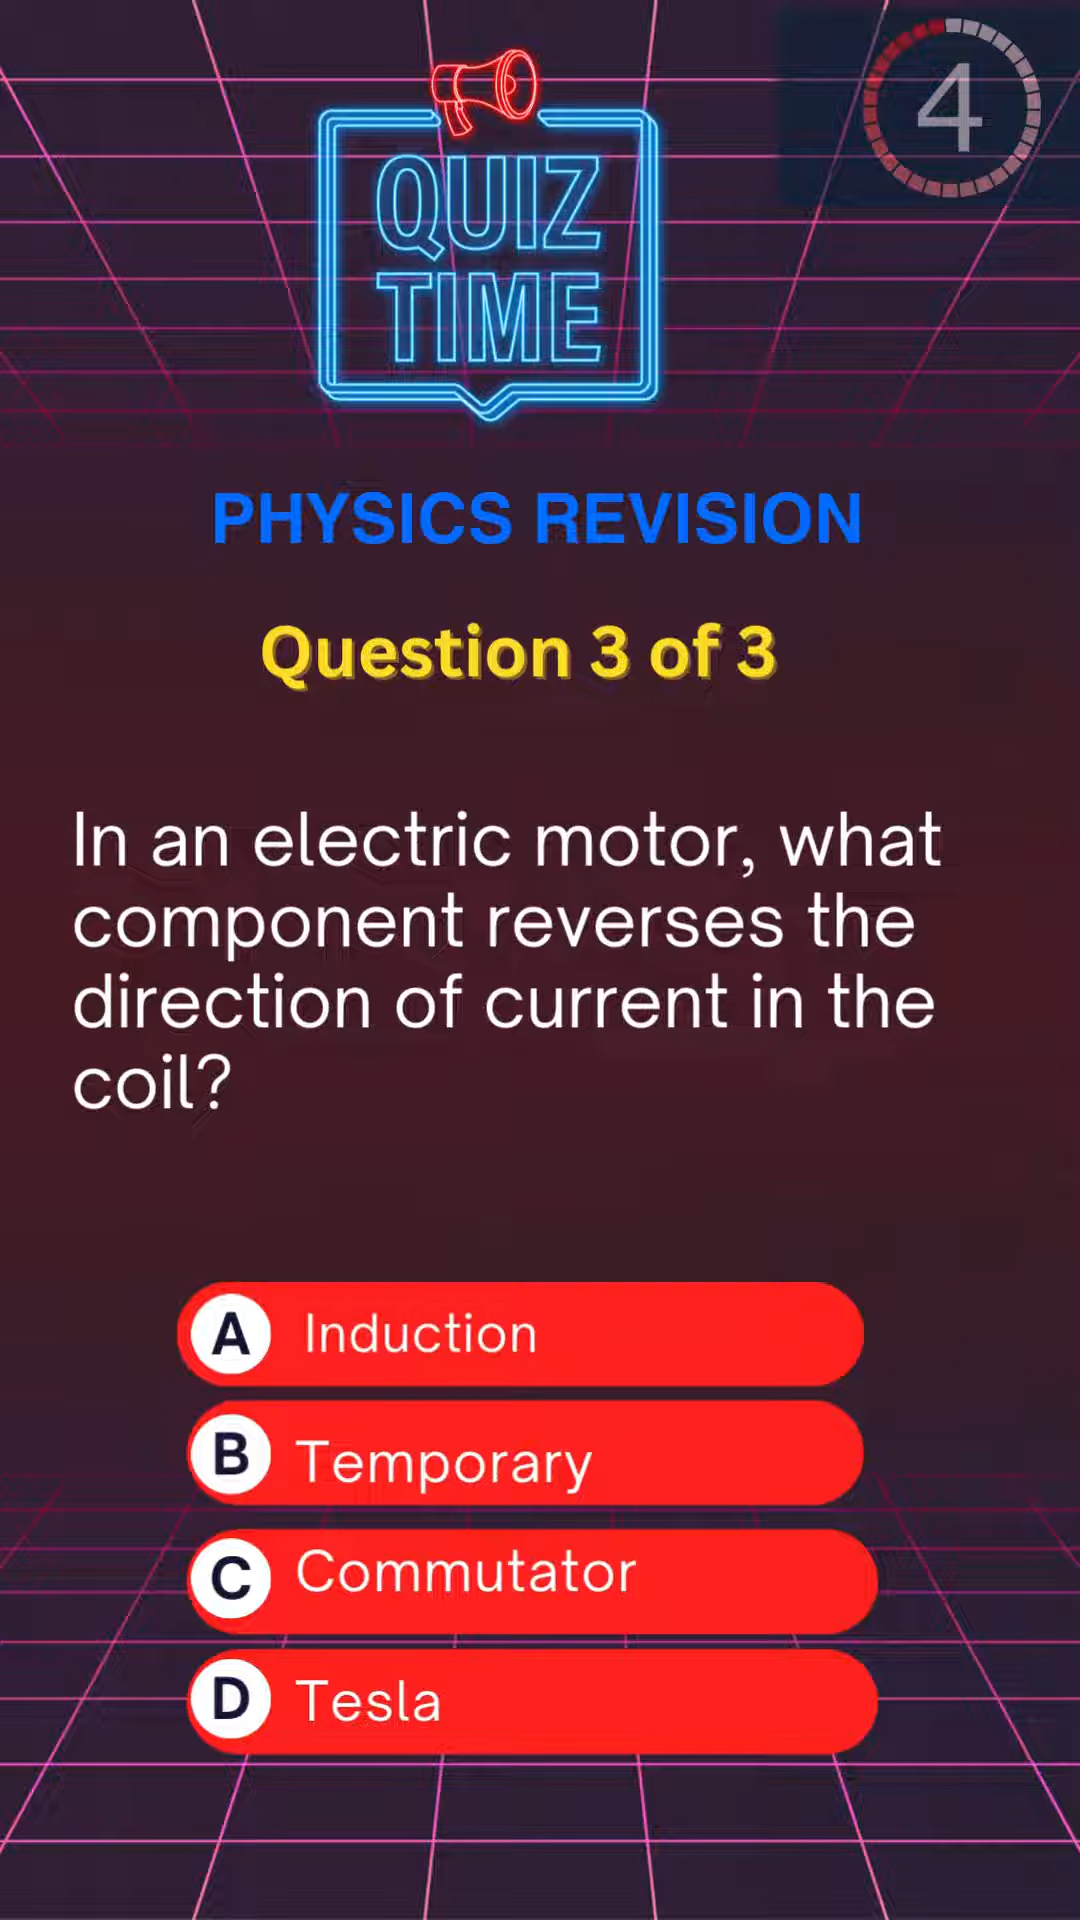 4
QUIZ
TIME
PHYSICS REVISION
Question 3 of 3
In an electric motor, what
component reverses the
direction of current in the
coil?
A Induction
B Temporary
C Commutator
D Tesla